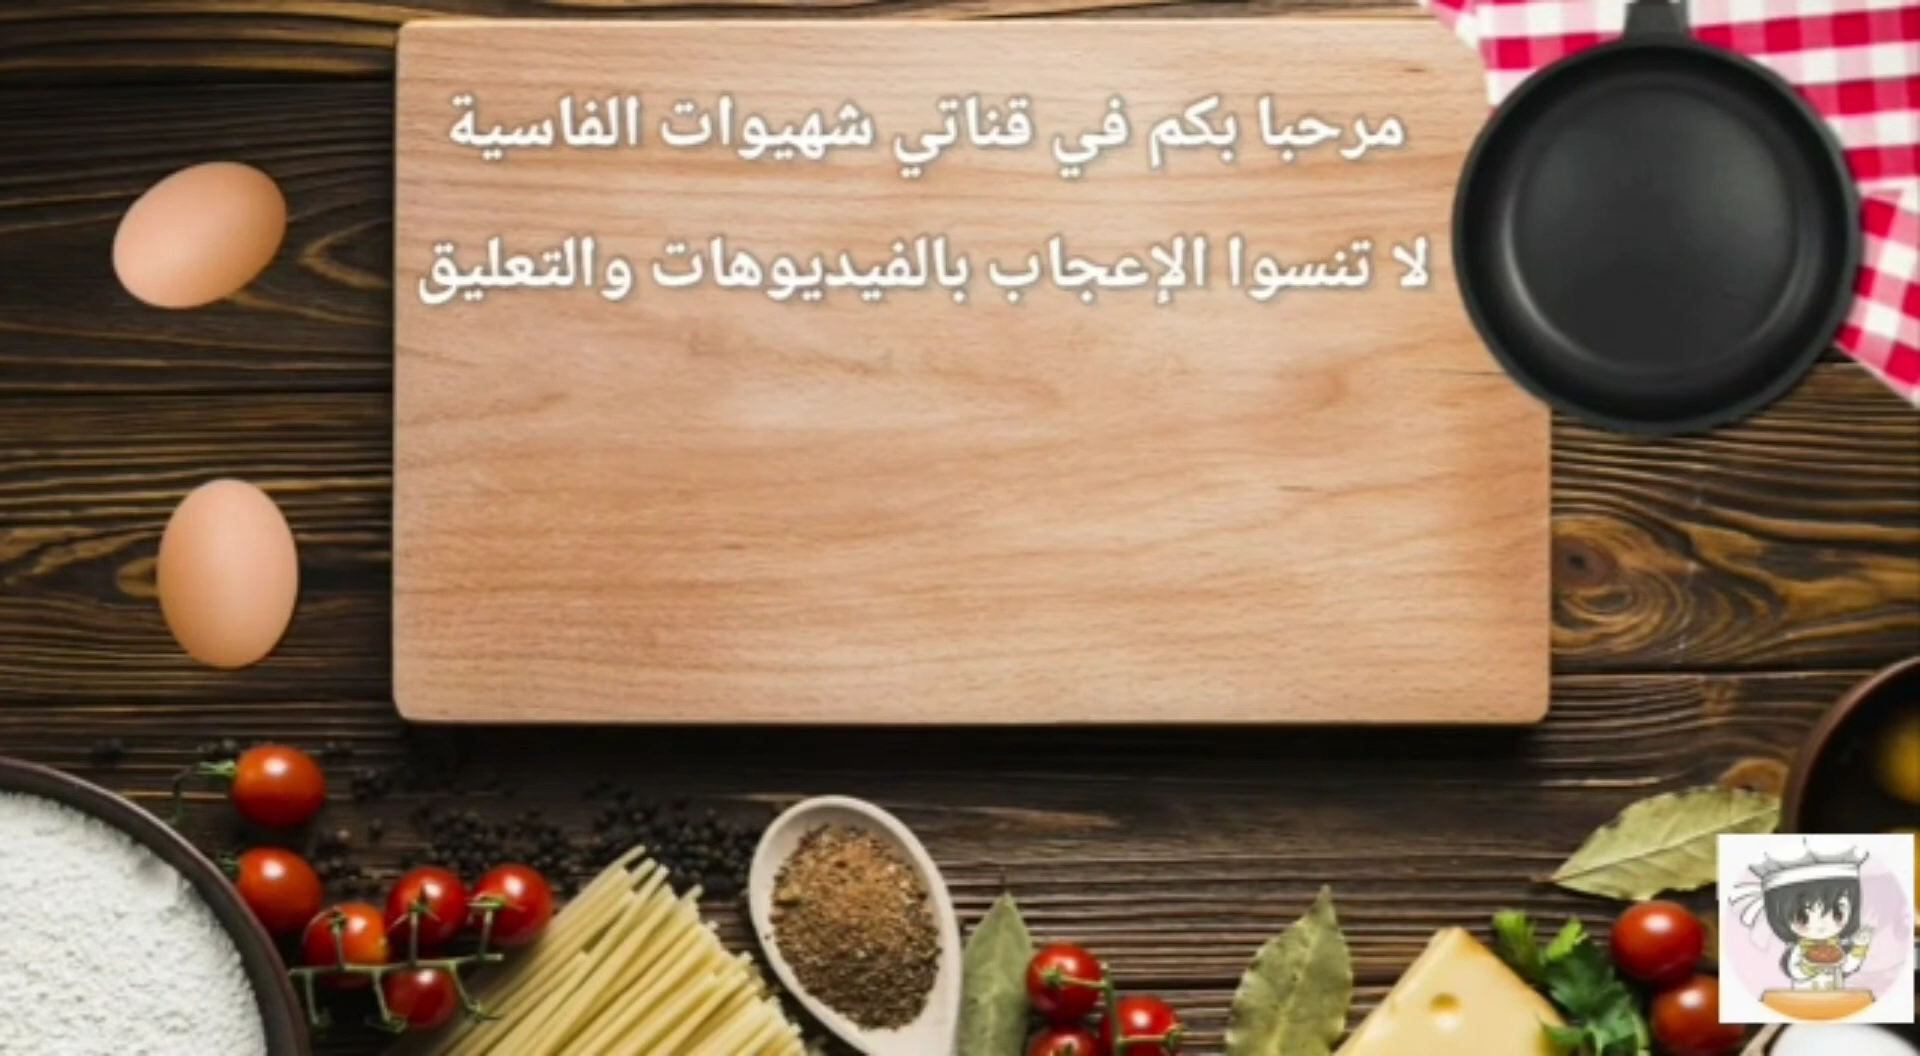 مرحبا بكم في قناتي شهيوات الفاسية
لا تنسوا الإعجاب بالفيديوهات والتعليق